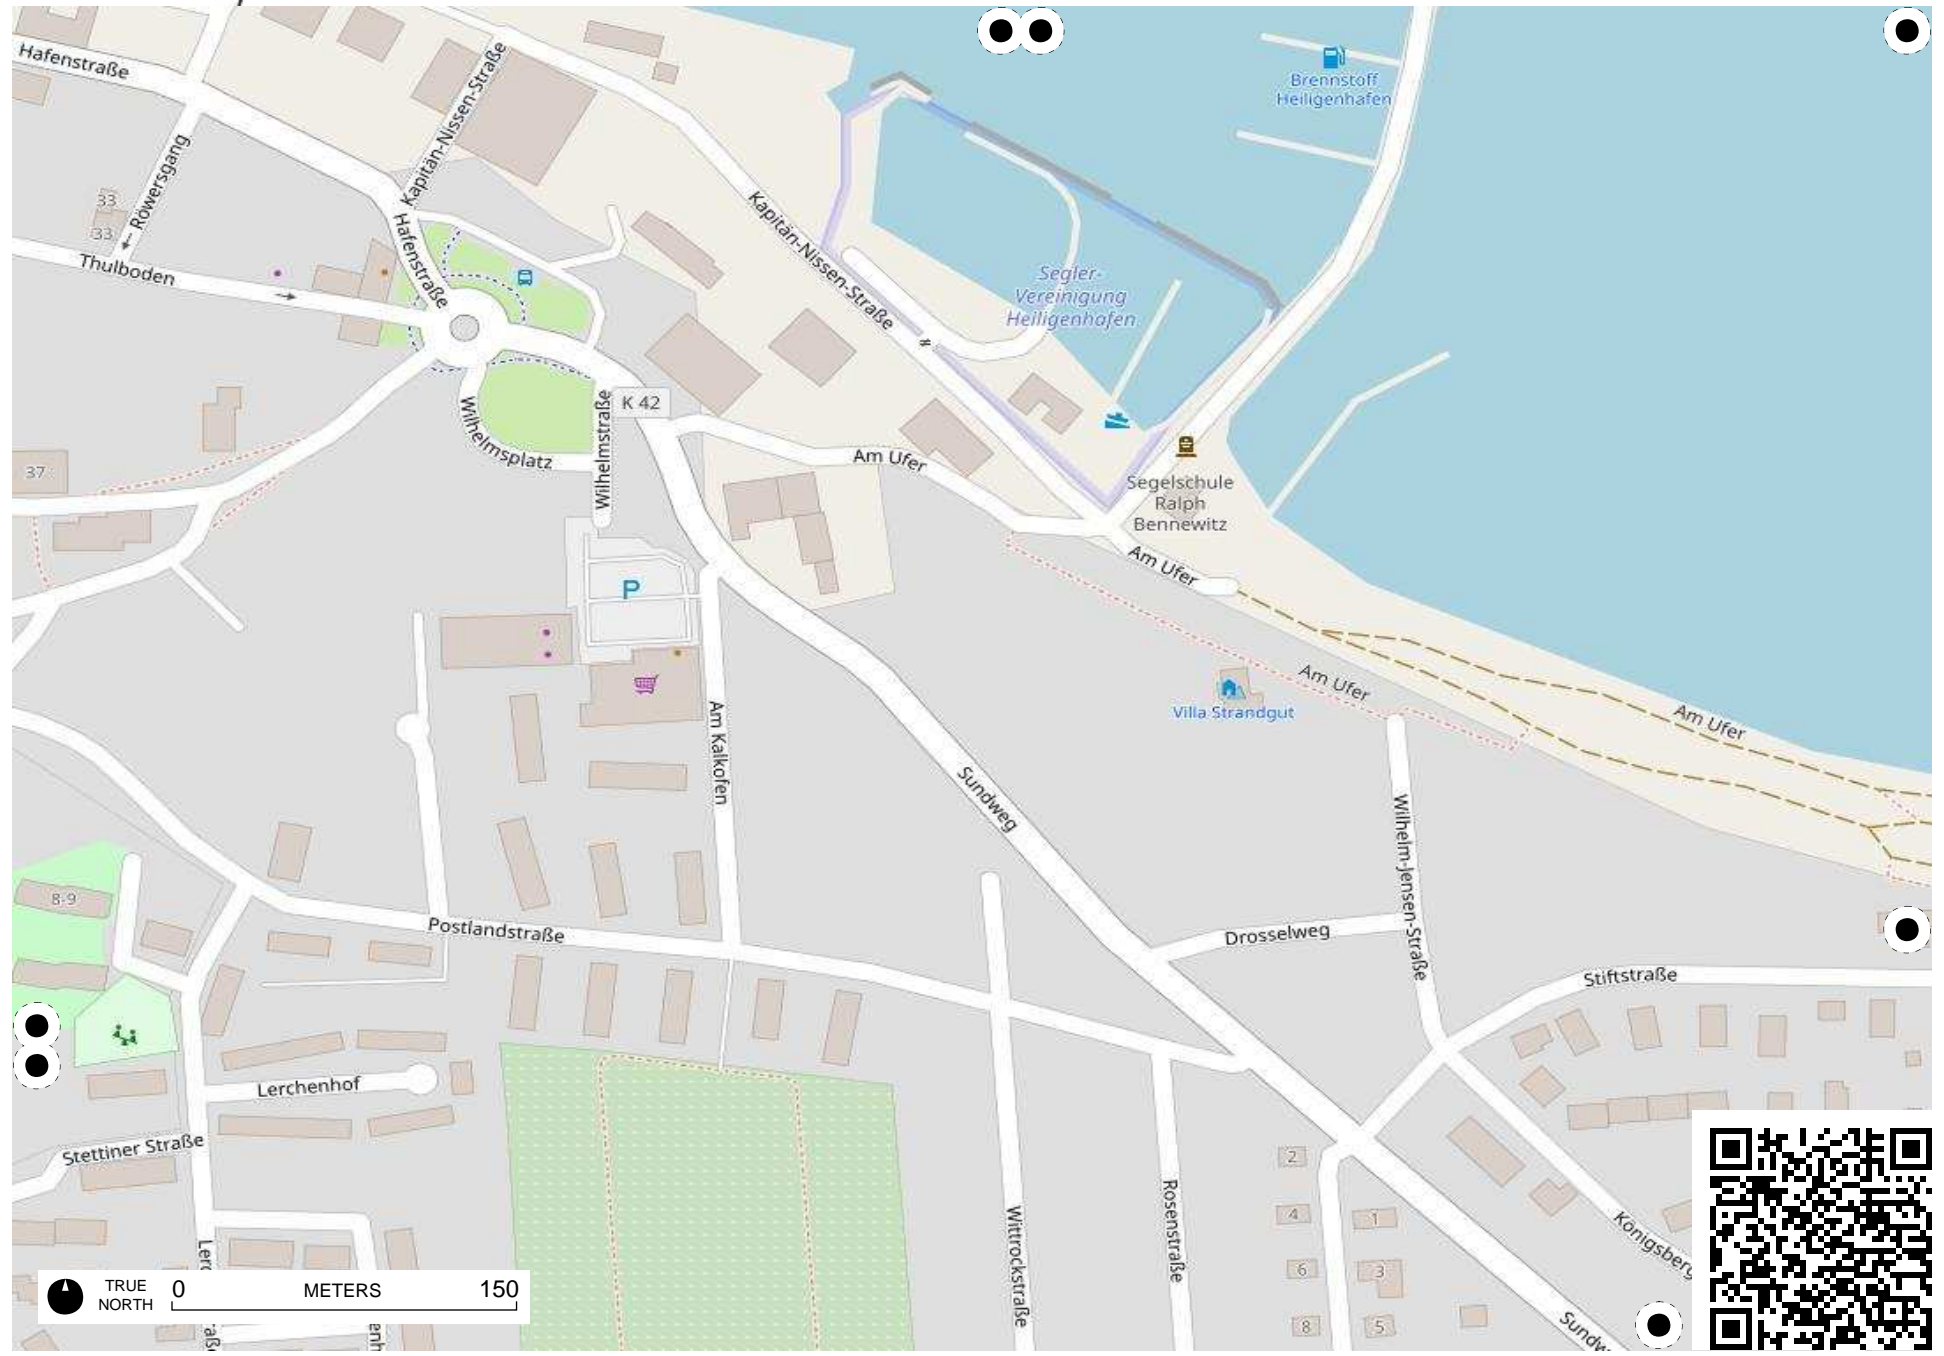 Hafenstraße
Kapitän-Nissen-Straße
Brennstoff
Heiligenhafen
33
Röwersgang
33
Kapitän-Nissen-Straße
Hafenstraße
Thulboden
Segler-
Vereinigung
Heiligenhafen
K 42
Wilhelmsplatz
Wilhelmstraße
Am Ufer
37
Segelschule
Ralph
Bennewitz
Am Ufer
P
Am Ufer
Villa Strandgut
Am Ufer
Am Kalkofen
Sundweg
Wilhelm-Jensen-Straße
8-9
Postlandstraße
Drosselweg
Stiftstraße
Lerchenhof
Stettiner Straße
2
4
1
Wittrockstraße
Rosenstraße
Königsberg
6
3
8
5
Sundw
TRUE
NORTH
0 METERS 150